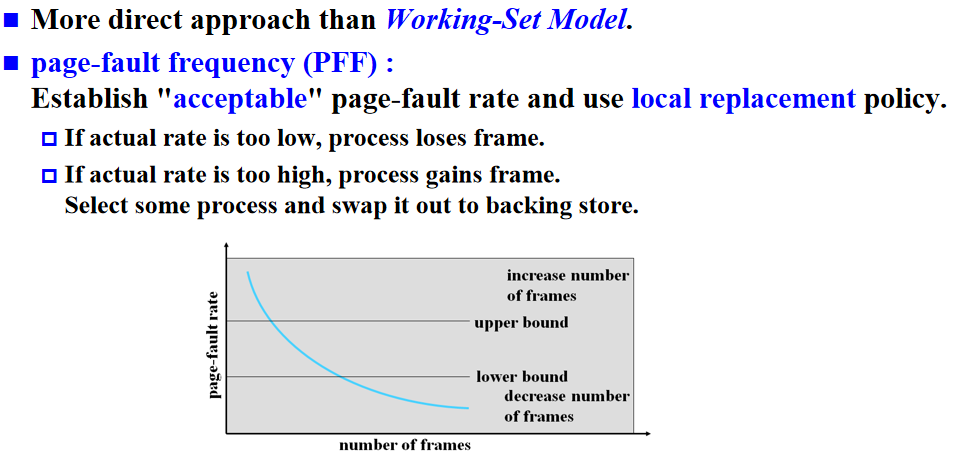 More direct approach than Working-Set Model.
page-fault frequency (PFF) :
Establish "acceptable" page-fault rate and use local replacement policy.
If actual rate is too low, process loses frame.
If actual rate is too high, process gains frame.
Select some process and swap it out to backing store.
increase number
of frames
upper bound
page-fault rate
lower bound
decrease number
of frames
number of frames